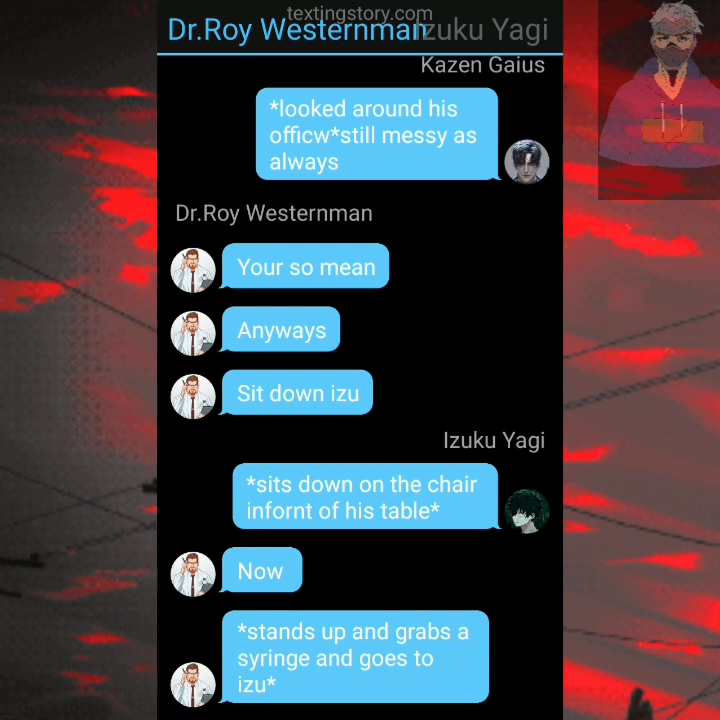 textingstory.com
Dr.Roy Westernman
Izuku Yagi
Kazen Gaius
*looked around his
officw*still messy as
always
Dr.Roy Westernman
Your so mean
Anyways
Sit down izu
Izuku Yagi
*sits down on the chair
infornt of his table*
Now
*stands up and grabs a
syringe and goes to
izu*